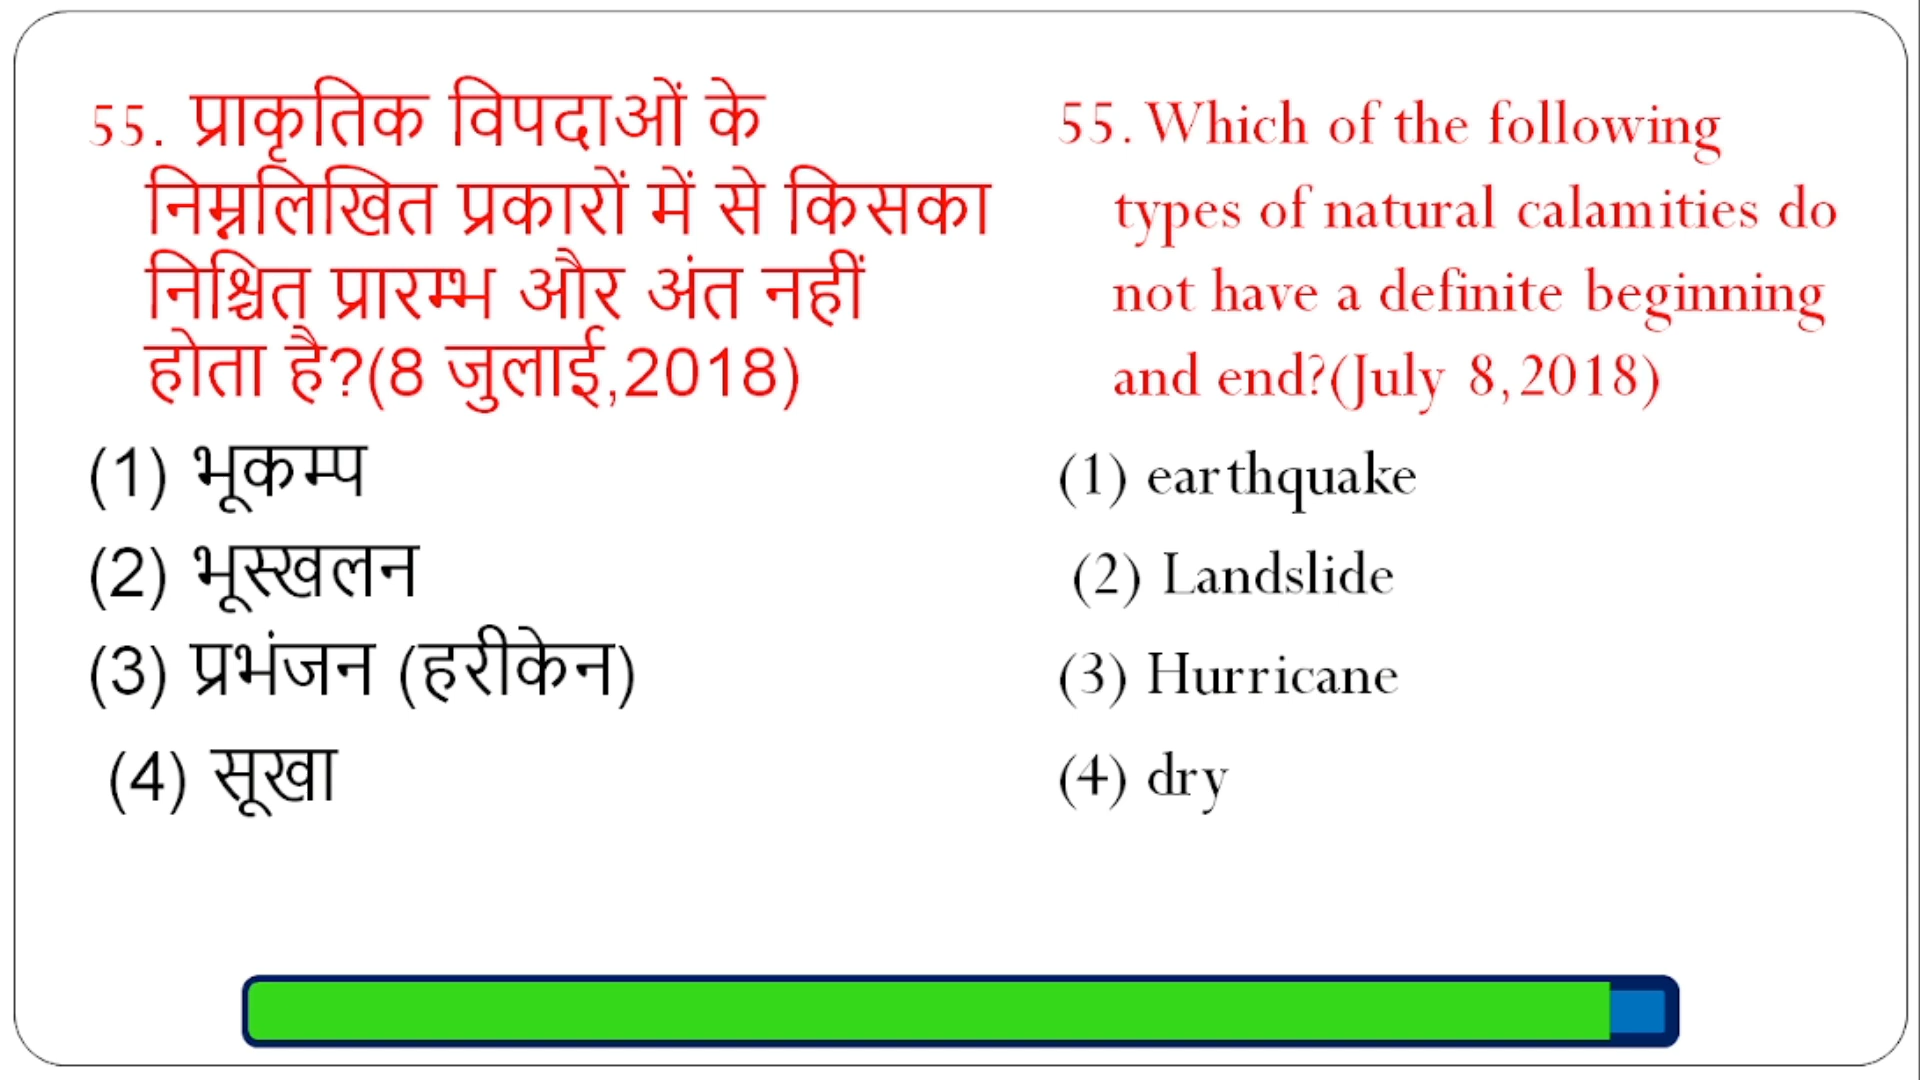 55. प्राकृतिक विपदाओं के
निम्नलिखित प्रकारों में से किसका
निश्चित प्रारम्भ और अंत नहीं
होता है?(8 जुलाई,2018)
(1) भूकम्प
(2) भूस्खलन
(3) प्रभंजन (हरीकेन)
(4) सूखा
55. Which of the following
types of natural calamities do
not have a definite beginning
and end?(July 8,2018)
(1) earthquake
(2) Landslide
(3) Hurricane
(4) dry